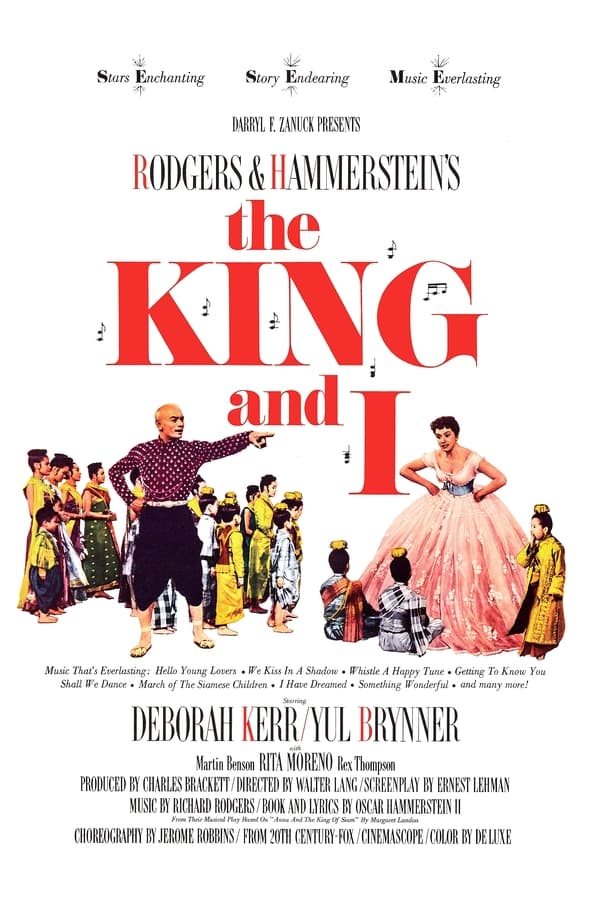 Stars Enchanting Story Endearing Music Everlasting
DARRYL F. ZANUCK PRESENTS
RODGERS & HAMMERSTEIN'S
the
KING
and I
Music That's Everlasting: Hello Young Lovers • We Kiss In A Shadow • Whistle A Happy Tune • Getting To Know You
Shall We Dance • March of The Siamese Children • I Have Dreamed • Something Wonderful • and many more!
Starring
DEBORAH KERR/YUL BRYNNER
with
Martin Benson RITA MORENO Rex Thompson
PRODUCED BY CHARLES BRACKETT/DIRECTED BY WALTER LANG/SCREENPLAY BY ERNEST LEHMAN
MUSIC BY RICHARD RODGERS/BOOK AND LYRICS BY OSCAR HAMMERSTEIN II
From Their Musical Play Based On "Anna And The King Of Siam" By Margaret Landon
CHOREOGRAPHY BY JEROME ROBBINS/FROM 20TH CENTURY-FOX/CINEMASCOPE/COLOR BY DE LUXE